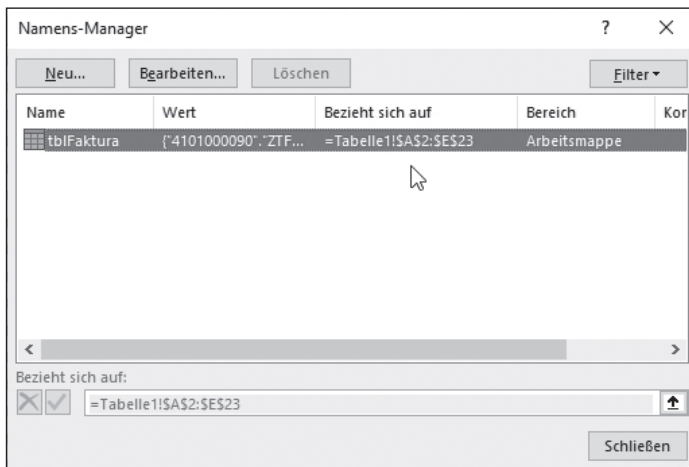 Namens-Manager ? ×
Neu... Bearbeiten... Löschen Filter
Name Wert Bezieht sich auf Bereich Kor
tblFaktura {"4101000090"."ZTF... =Tabelle1!$A$2:$E$23 Arbeitsmappe
Bezieht sich auf:
=Tabelle1!$A$2:$E$23
Schließen